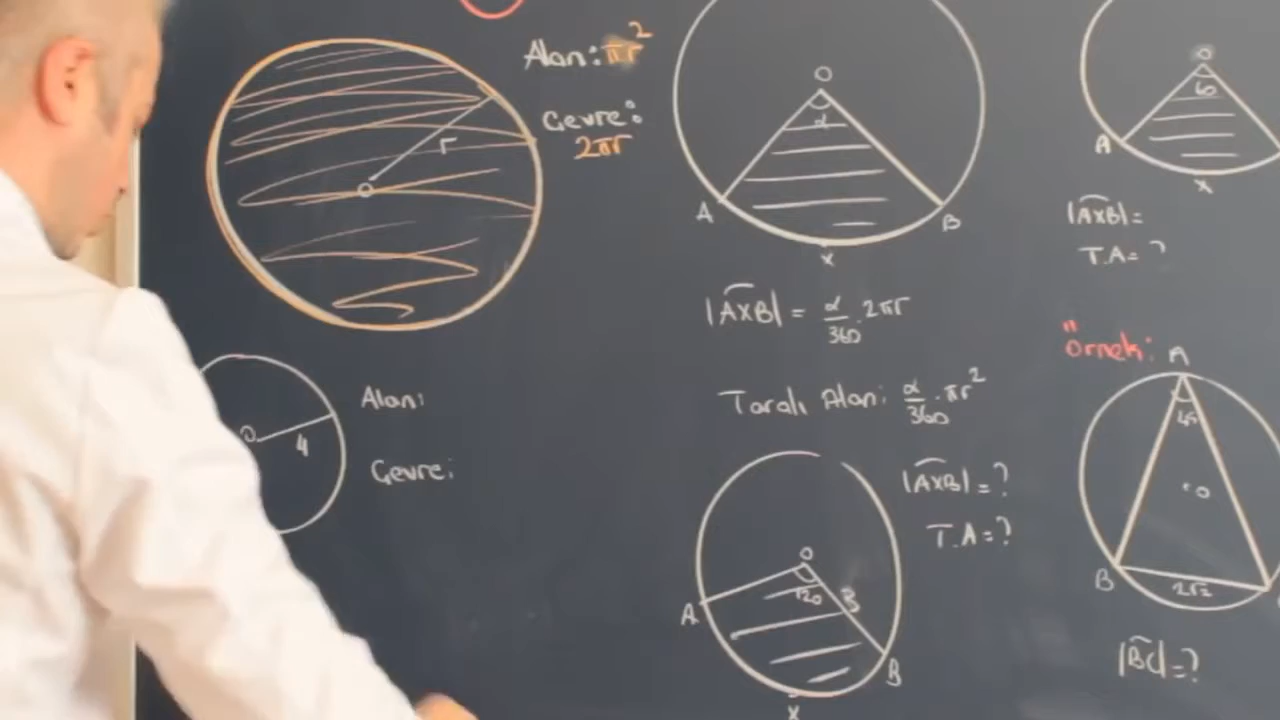 Alan: πr²
Çevre:
2πr
r
O
Alan:
Çevre:
O
4
O
α
A
B
x
|AxB| = α/360 . 2πr
Taralı Alan: α/360 . πr²
|AxB| = ?
T.A = ?
O
120
A
B
x
O
60
A
x
|AxB| =
T.A = ?
Örnek:
A
45
O
B
2√2
|BC| = ?